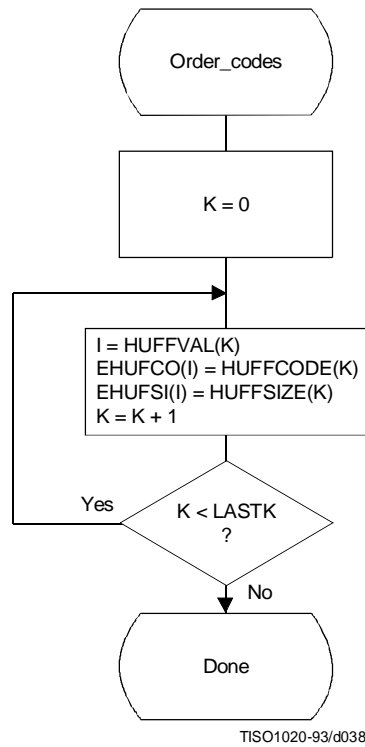 Order_codes
K = 0
I = HUFFVAL(K)
EHUFCO(I) = HUFFCODE(K)
EHUFSI(I) = HUFFSIZE(K)
K = K + 1
Yes
K < LASTK
?
No
Done
TISO1020-93/d038